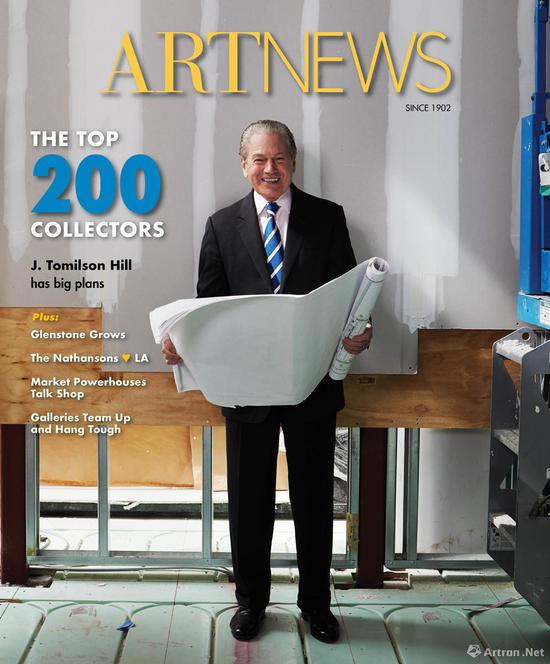 ARTNEWS
SINCE 1902
THE TOP
200
COLLECTORS
J. Tomilson Hill
has big plans
Plus:
Glenstone Grows
The Nathansons ♥ LA
Market Powerhouses
Talk Shop
Galleries Team Up
and Hang Tough
Artron.Net